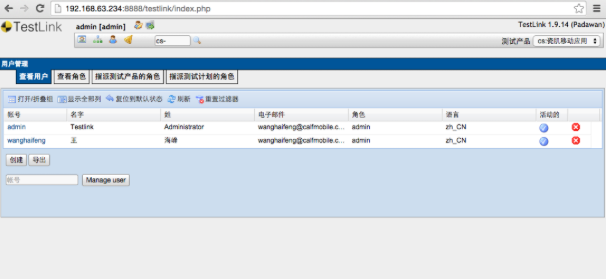 192.168.63.234:8888/testlink/index.php
TestLink admin [admin] TestLink 1.9.14 (Padawan)
cs- 测试产品 cs:瓷肌移动应用
用户管理
查看用户 查看角色 指派测试产品的角色 指派测试计划的角色
打开/折叠组 显示全部列 复位到默认状态 刷新 重置过滤器
账号 名字 姓 电子邮件 角色 语言 活动的
admin Testlink Administrator wanghaifeng@calfmobile.c... admin zh_CN
wanghaifeng 王 海峰 wanghaifeng@calfmobile.c... admin zh_CN
创建 导出
账号 Manage user